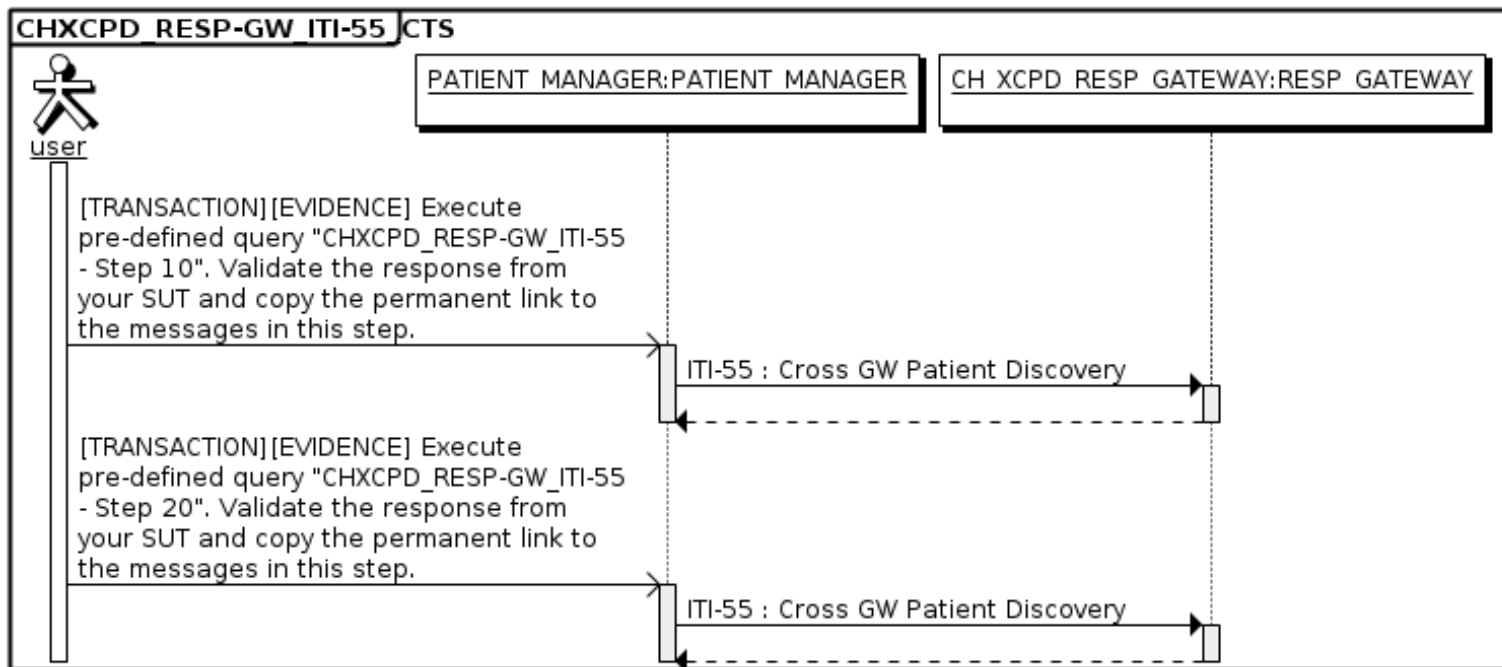 CHXCPD_RESP-GW_ITI-55_CTS
PATIENT_MANAGER:PATIENT_MANAGER
CH_XCPD_RESP_GATEWAY:RESP_GATEWAY
user
[TRANSACTION][EVIDENCE] Execute
pre-defined query "CHXCPD_RESP-GW_ITI-55
- Step 10". Validate the response from
your SUT and copy the permanent link to
the messages in this step.
ITI-55 : Cross GW Patient Discovery
[TRANSACTION][EVIDENCE] Execute
pre-defined query "CHXCPD_RESP-GW_ITI-55
- Step 20". Validate the response from
your SUT and copy the permanent link to
the messages in this step.
ITI-55 : Cross GW Patient Discovery